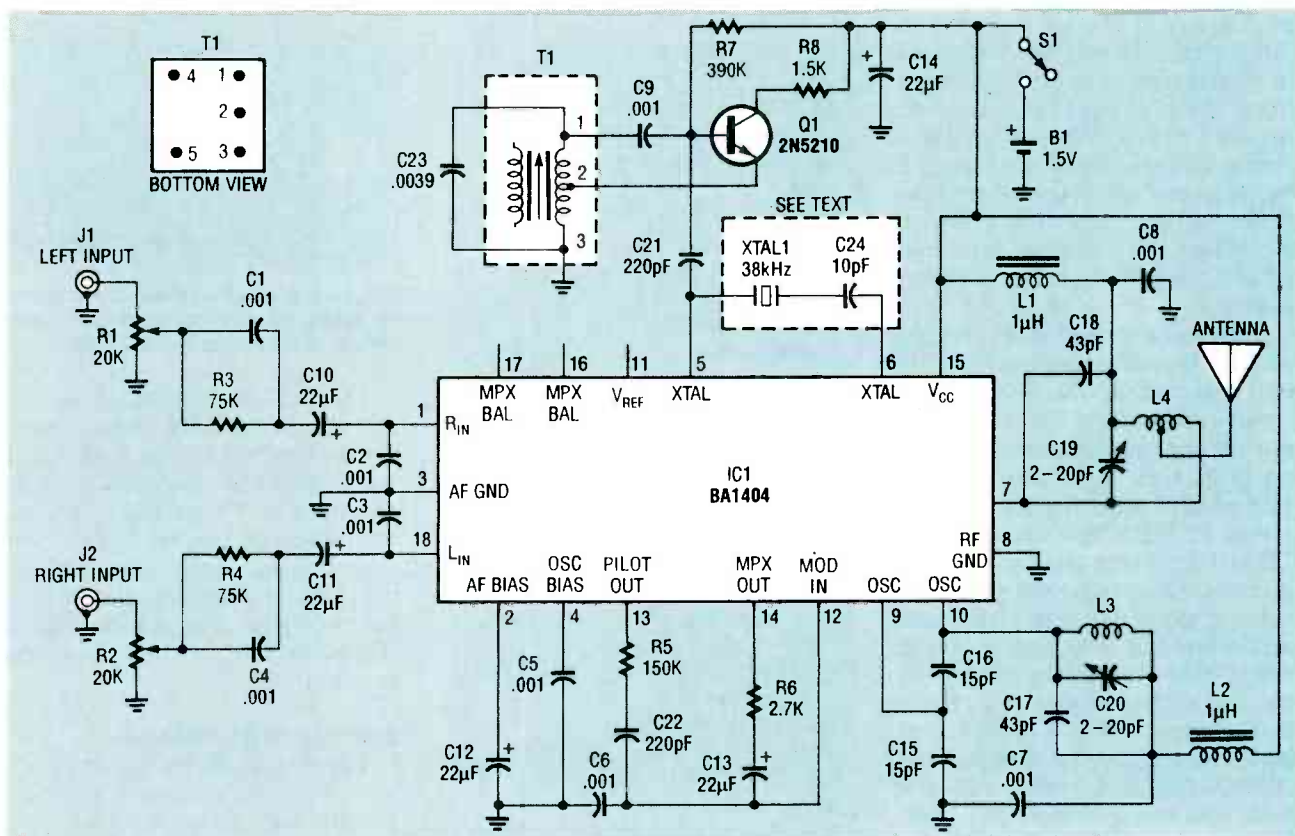 T1
4
1
2
5
3
BOTTOM VIEW
T1
1
2
3
C23
.0039
C9
.001
R7
390K
R8
1.5K
Q1
2N5210
+
C14
22µF
S1
+
B1
1.5V
SEE TEXT
C21
220pF
XTAL1
38kHz
C24
10pF
L1
1µH
C8
.001
C18
43pF
ANTENNA
L4
C19
2–20pF
J1
LEFT INPUT
R1
20K
C1
.001
R3
75K
C10
22µF
+
C2
.001
C3
.001
J2
RIGHT INPUT
R2
20K
R4
75K
C4
.001
C11
22µF
+
17
16
11
5
6
15
MPX
BAL
MPX
BAL
VREF
XTAL
XTAL
VCC
1
RIN
3
AF GND
18
LIN
IC1
BA1404
7
8
RF
GND
AF BIAS
OSC
BIAS
PILOT
OUT
MPX
OUT
MOD
IN
OSC
OSC
2
4
13
14
12
9
10
C12
22µF
+
C5
.001
C6
.001
R5
150K
C22
220pF
R6
2.7K
C13
22µF
+
C16
15pF
C15
15pF
C17
43pF
L3
C20
2–20pF
C7
.001
L2
1µH